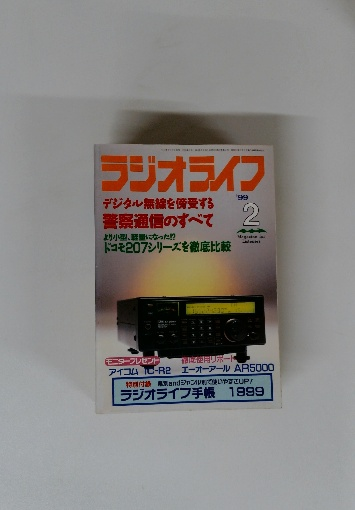 ラジオライフ
'99
2
Magazine for Listeners
デジタル無線を傍受する
警察通信のすべて
より小型、軽量になった!?
ドコモ207シリーズを徹底比較
モニタープレゼント
アイコム IC-R2
徹底使用リポート
エーオーアール AR5000
特別付録
ラジオライフ手帳 1999